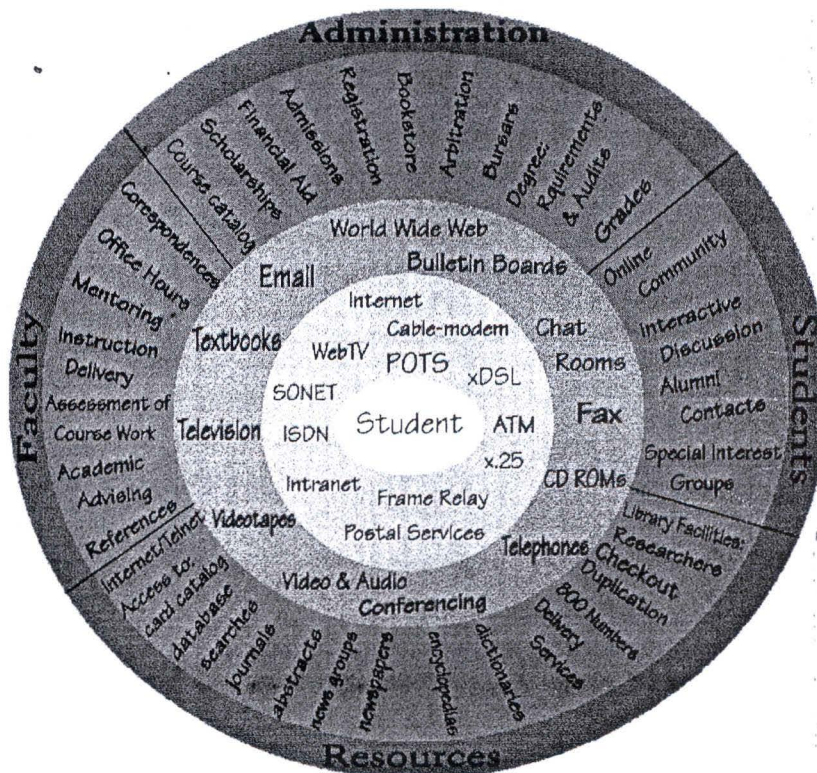 Administration
Course catalog
Scholarships
Financial Aid
Admissions
Registration
Bookstore
Arbitration
Bursars
Degree:
Requirements
& Audits
Grades
Students
Online
Community
Interactive
Discussion
Alumni
Contacts
Special Interest
Groups
Resources
Library Facilities:
Researchers
Checkout
Duplication
800 Numbers
Delivery
Services
dictionaries
encyclopedias
newspapers
news groups
abstracts
journals
searches
database
card catalog
Access to:
Internet/Telnet
Faculty
Corespondences
Office Hours
Mentoring
Instruction
Delivery
Assessment of
Course Work
Academic
Advising
References
World Wide Web
Bulletin Boards
Email
Textbooks
Television
Videotapes
Video & Audio
Conferencing
Telephones
CD ROMs
Fax
Chat
Rooms
Internet
Cable-modem
WebTV
POTS
xDSL
SONET
ISDN
ATM
x.25
Intranet
Frame Relay
Postal Services
Student